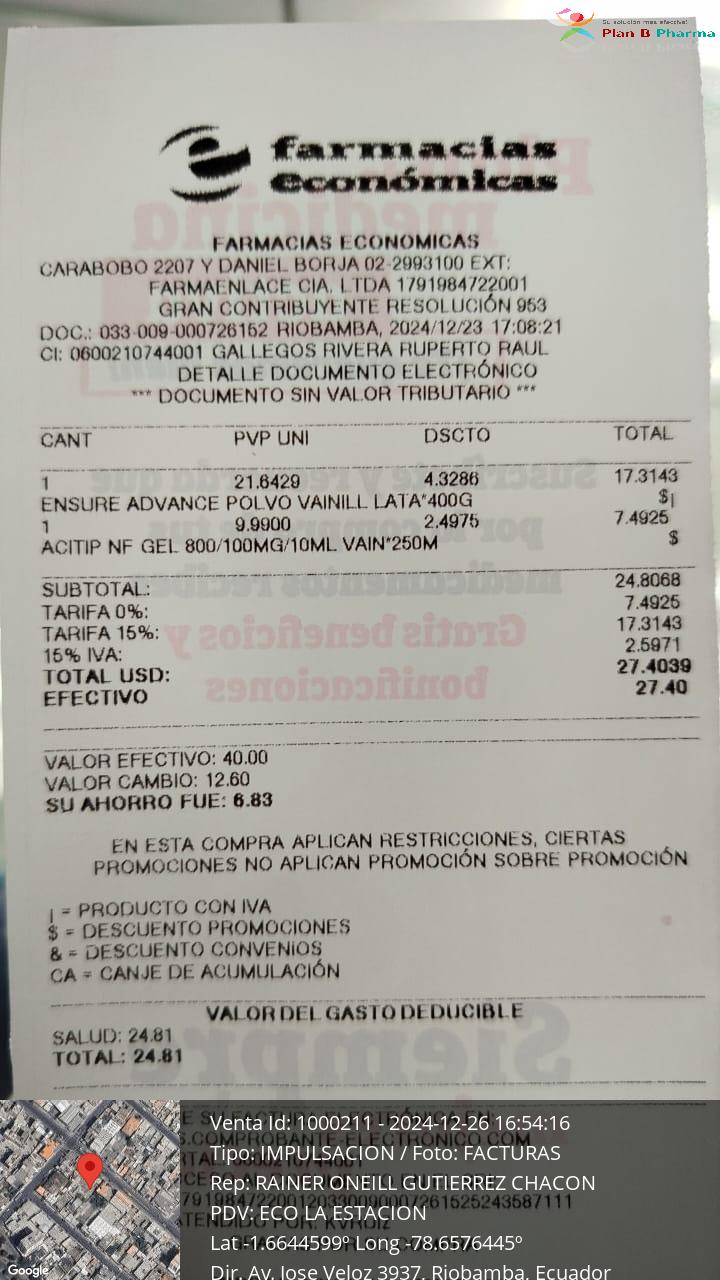 Su solución más efectiva!
Plan B Pharma
farmacias
económicas
FARMACIAS ECONOMICAS
CARABOBO 2207 Y DANIEL BORJA 02-2993100 EXT:
FARMAENLACE CIA. LTDA 1791984722001
GRAN CONTRIBUYENTE RESOLUCIÓN 953
DOC.: 033-009-000726152 RIOBAMBA, 2024/12/23 17:08:21
CI: 0600210744001 GALLEGOS RIVERA RUPERTO RAUL
DETALLE DOCUMENTO ELECTRÓNICO
*** DOCUMENTO SIN VALOR TRIBUTARIO ***
CANT PVP UNI DSCTO TOTAL
1 21.6429 4.3286 17.3143
ENSURE ADVANCE POLVO VAINILL LATA*400G $¡
1 9.9900 2.4975 7.4925
ACITIP NF GEL 800/100MG/10ML VAIN*250M $
SUBTOTAL: 24.8068
TARIFA 0%: 7.4925
TARIFA 15%: 17.3143
15% IVA: 2.5971
TOTAL USD: 27.4039
EFECTIVO 27.40
VALOR EFECTIVO: 40.00
VALOR CAMBIO: 12.60
SU AHORRO FUE: 6.83
EN ESTA COMPRA APLICAN RESTRICCIONES, CIERTAS
PROMOCIONES NO APLICAN PROMOCIÓN SOBRE PROMOCIÓN
¡ = PRODUCTO CON IVA
$ = DESCUENTO PROMOCIONES
& = DESCUENTO CONVENIOS
CA = CANJE DE ACUMULACIÓN
VALOR DEL GASTO DEDUCIBLE
SALUD: 24.81
TOTAL: 24.81
Venta Id: 1000211 - 2024-12-26 16:54:16
Tipo: IMPULSACION / Foto: FACTURAS
Rep: RAINER ONEILL GUTIERREZ CHACON
PDV: ECO LA ESTACION
Lat.-1.6644599º Long.-78.6576445º
Dir. Av. Jose Veloz 3937, Riobamba, Ecuador
Google